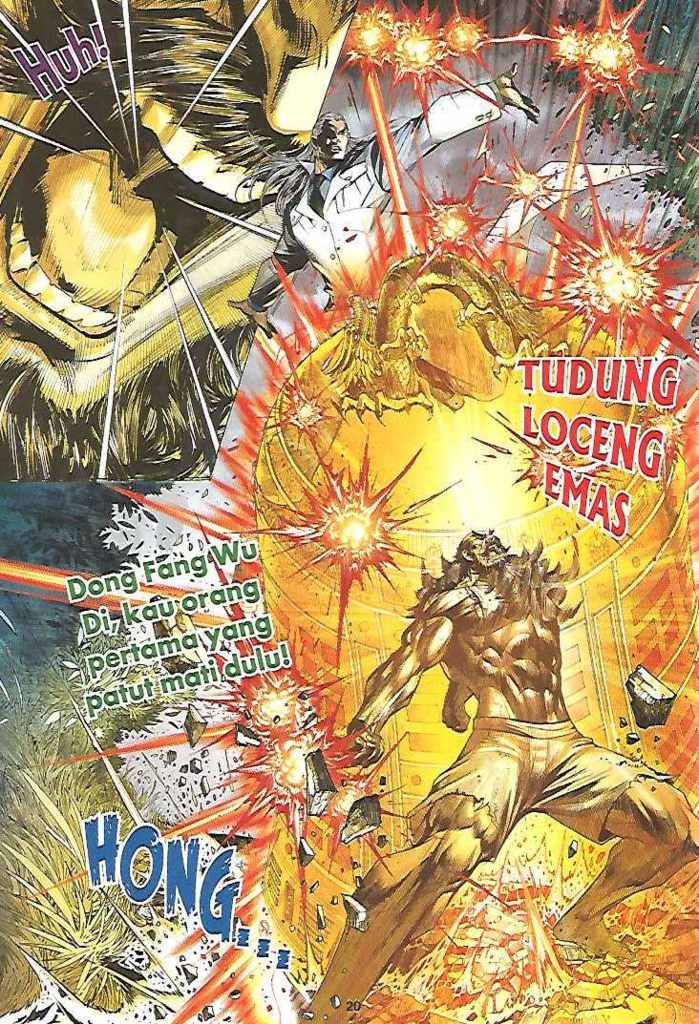 Huh!
TUDUNG
LOCENG
EMAS
Dong Fang Wu
Di, kau orang
pertama yang
patut mati dulu!
HONG...
20